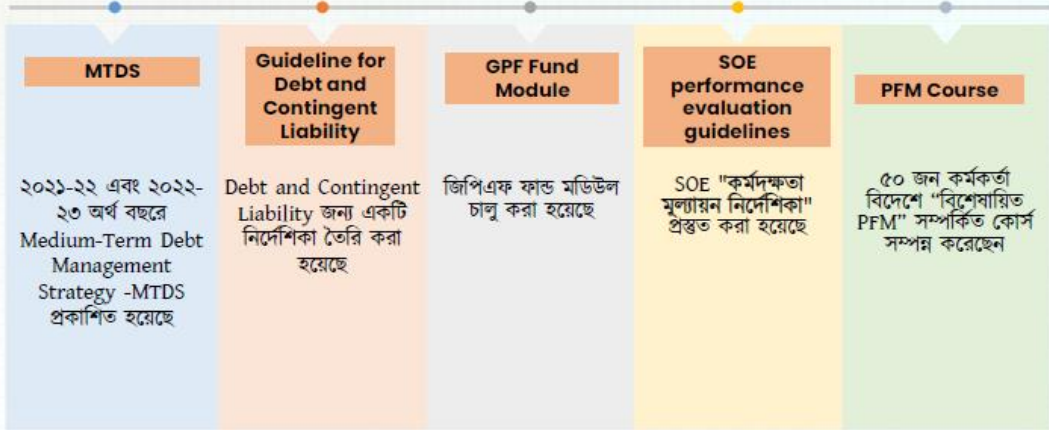 MTDS
২০২১-২২ এবং ২০২২-
২৩ অর্থ বছরে
Medium-Term Debt
Management
Strategy -MTDS
প্রকাশিত হয়েছে
Guideline for
Debt and
Contingent
Liability
Debt and Contingent
Liability জন্য একটি
নির্দেশিকা তৈরি করা
হয়েছে
GPF Fund
Module
জিপিএফ ফান্ড মডিউল
চালু করা হয়েছে
SOE
performance
evaluation
guidelines
SOE "কর্মদক্ষতা
মূল্যায়ন নির্দেশিকা"
প্রস্তুত করা হয়েছে
PFM Course
৫০ জন কর্মকর্তা
বিদেশে “বিশেষায়িত
PFM” সম্পর্কিত কোর্স
সম্পন্ন করেছেন